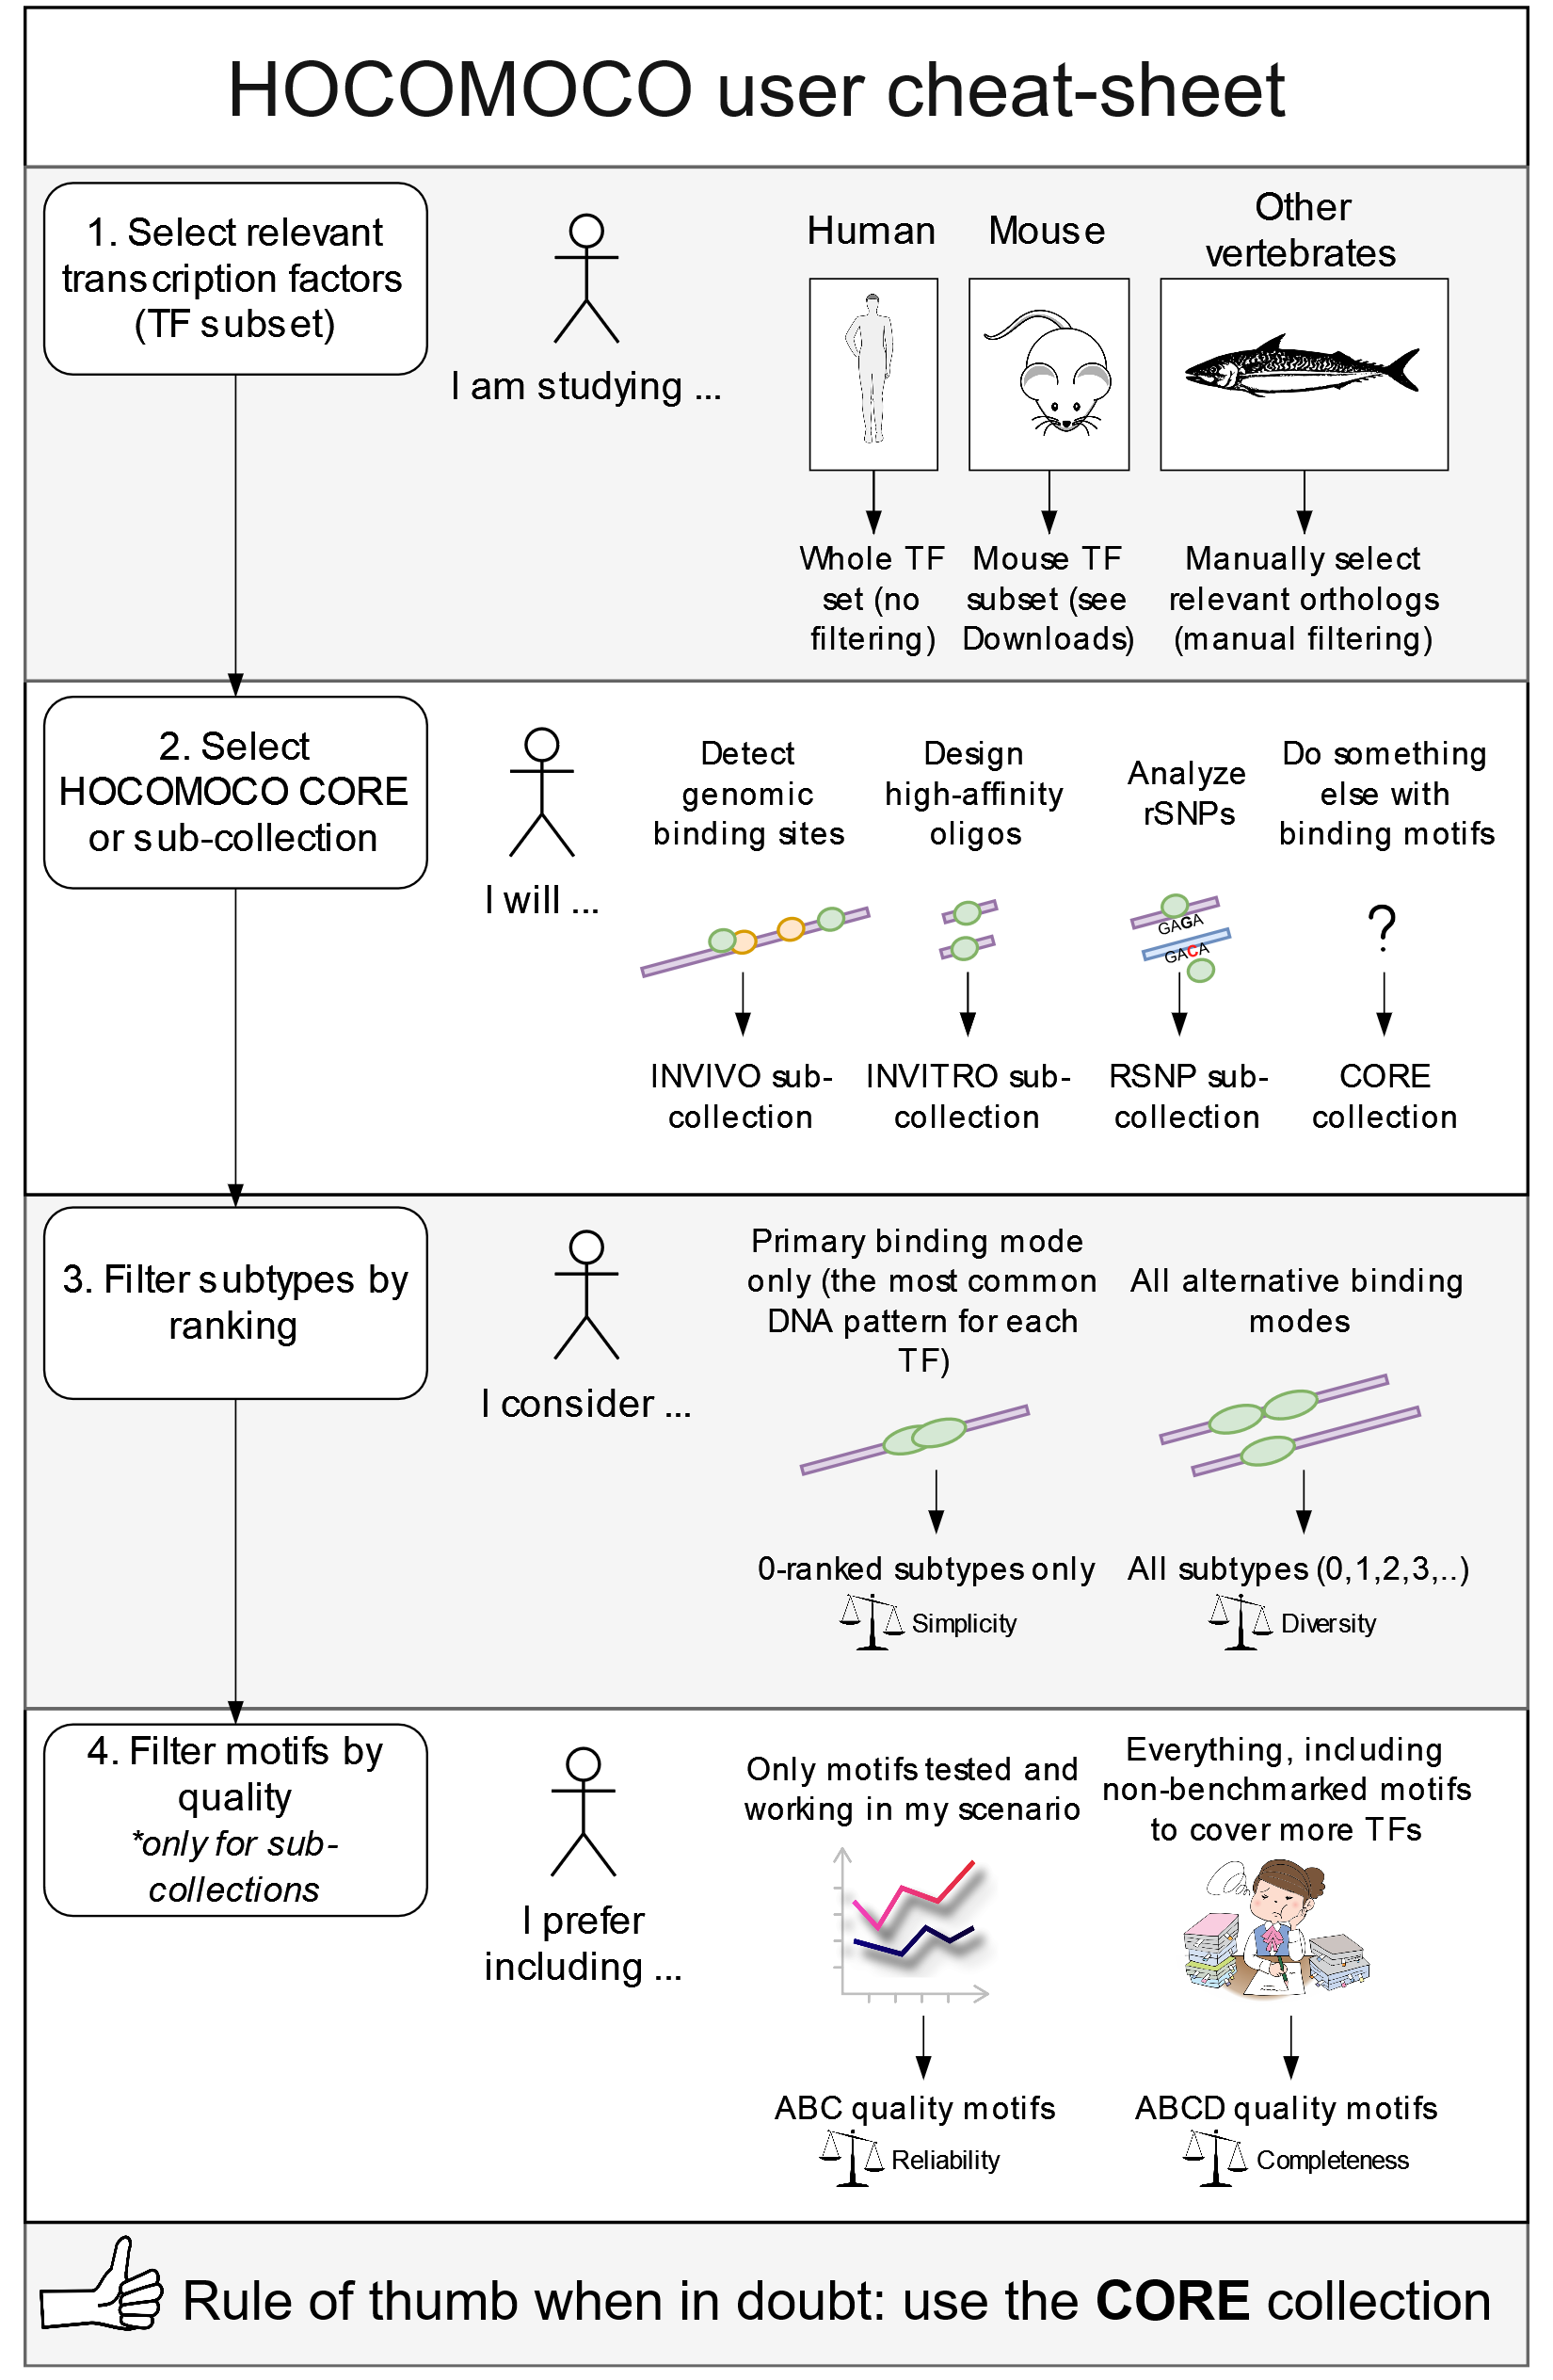 HOCOMOCO user cheat-sheet
1. Select relevant
transcription factors
(TF subset)
I am studying ...
Human
Mouse
Other
vertebrates
Whole TF
set (no
filtering)
Mouse TF
subset (see
Downloads)
Manually select
relevant orthologs
(manual filtering)
2. Select
HOCOMOCO CORE
or sub-collection
I will ...
Detect
genomic
binding sites
Design
high-affinity
oligos
Analyze
rSNPs
Do something
else with
binding motifs
GAGA
GACA
?
INVIVO sub-
collection
INVITRO sub-
collection
RSNP sub-
collection
CORE
collection
3. Filter subtypes by
ranking
I consider ...
Primary binding mode
only (the most common
DNA pattern for each
TF)
All alternative binding
modes
0-ranked subtypes only
Simplicity
All subtypes (0,1,2,3,..)
Diversity
4. Filter motifs by
quality
*only for sub-
collections
I prefer
including ...
Only motifs tested and
working in my scenario
Everything, including
non-benchmarked motifs
to cover more TFs
ABC quality motifs
Reliability
ABCD quality motifs
Completeness
Rule of thumb when in doubt: use the CORE collection